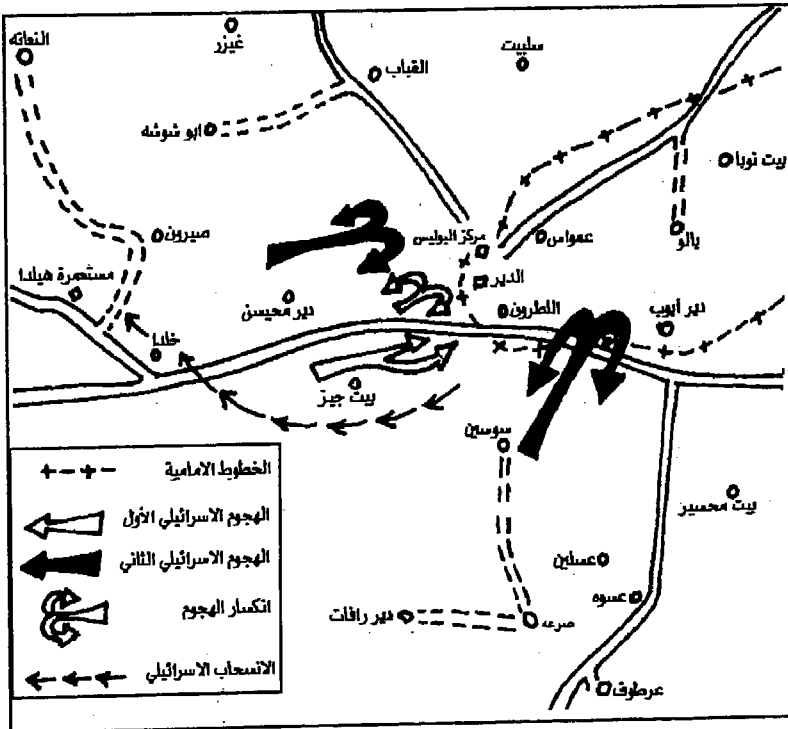 النعانه
غيزر
سلبيت
القباب
ابو شوشه
بيت نوبا
يالو
عمواس
مركز البوليس
الدير
صيرون
مستعمرة هيلدا
دير محيسن
اللطرون
دير أيوب
خلدا
بيت جيز
سوسين
بيت محسير
عسلين
عسوه
صرعه
دير رافات
عرطوف
الخطوط الامامية
الهجوم الاسرائيلي الأول
الهجوم الاسرائيلي الثاني
انكسار الهجوم
الانسحاب الاسرائيلي